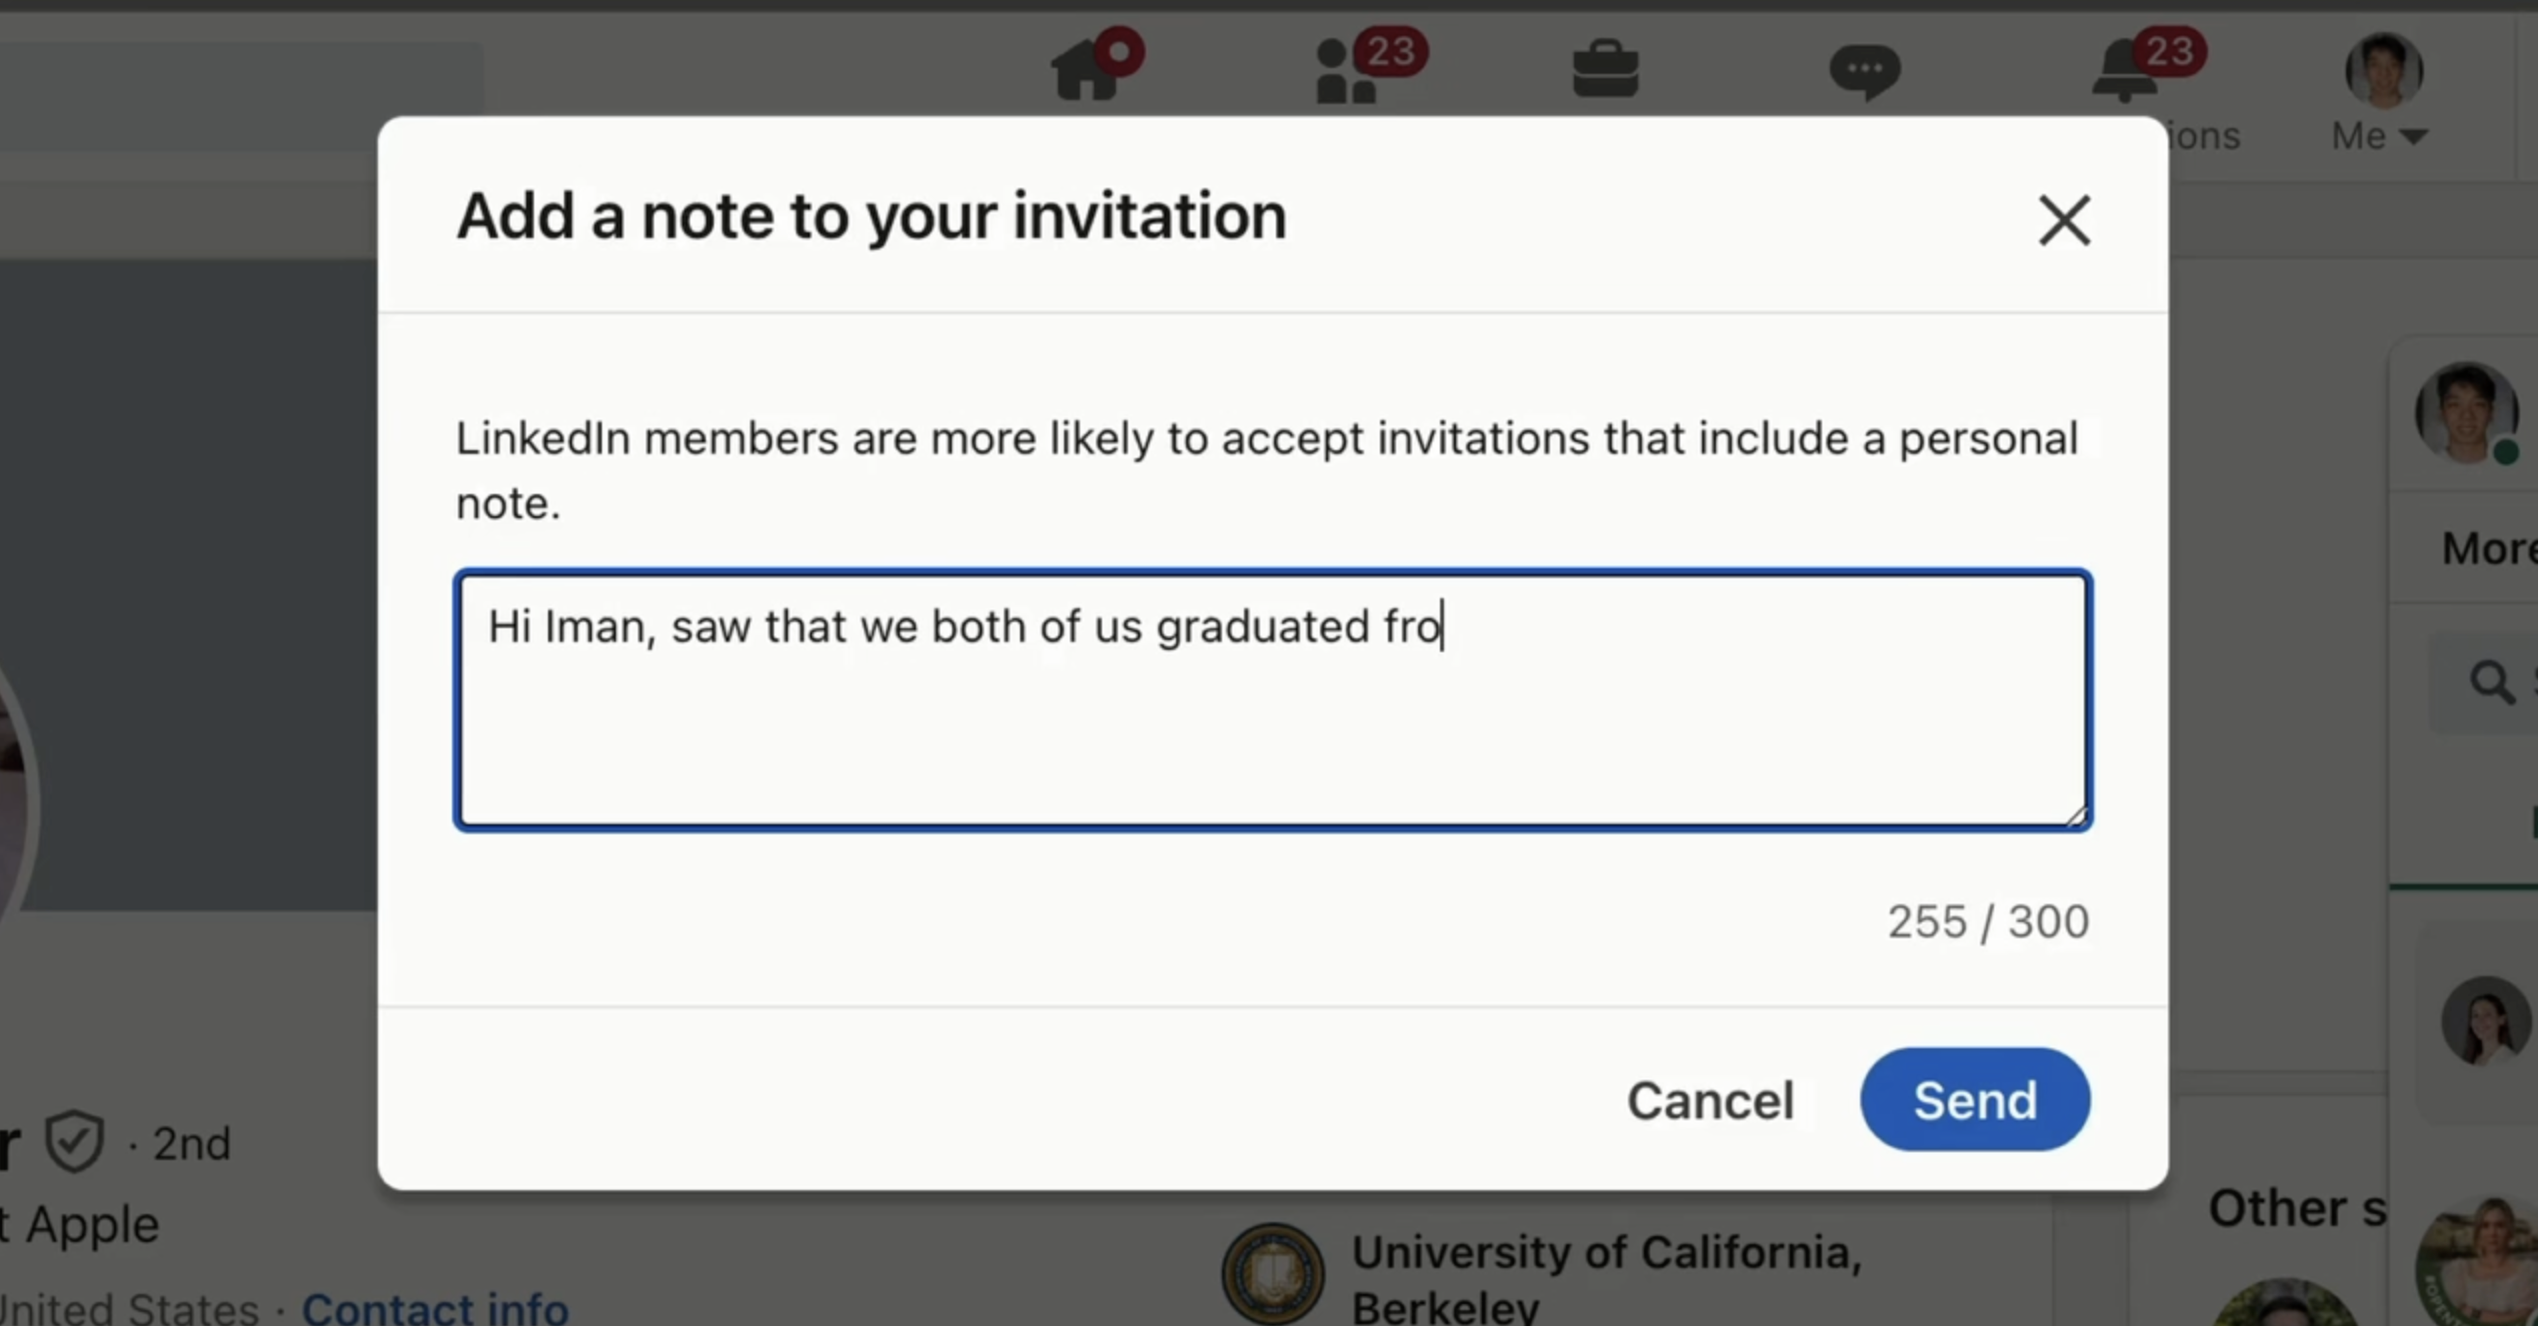 23
23
ions
Me
Add a note to your invitation
LinkedIn members are more likely to accept invitations that include a personal
note.
Hi Iman, saw that we both of us graduated fro
255 / 300
Cancel
Send
More
r · 2nd
t Apple
United States · Contact info
University of California,
Berkeley
Other s